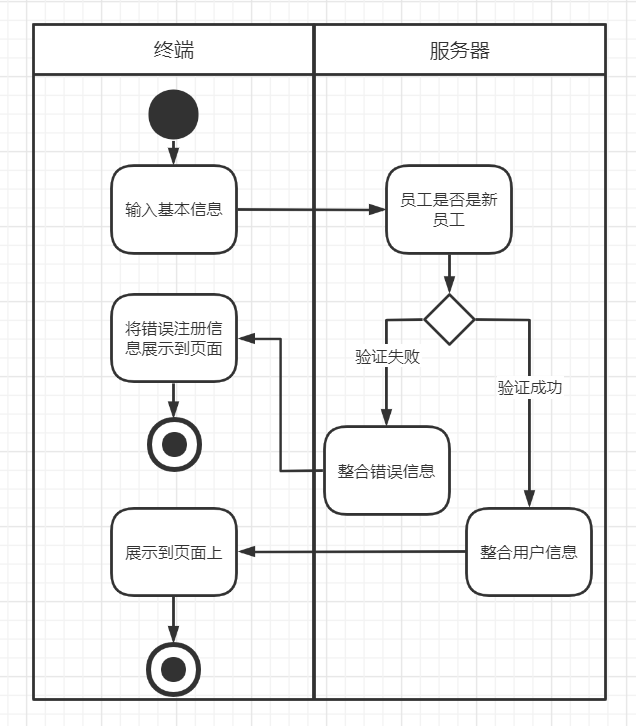 终端
服务器
输入基本信息
员工是否是新
员工
将错误注册信
息展示到页面
验证失败
验证成功
整合错误信息
展示到页面上
整合用户信息